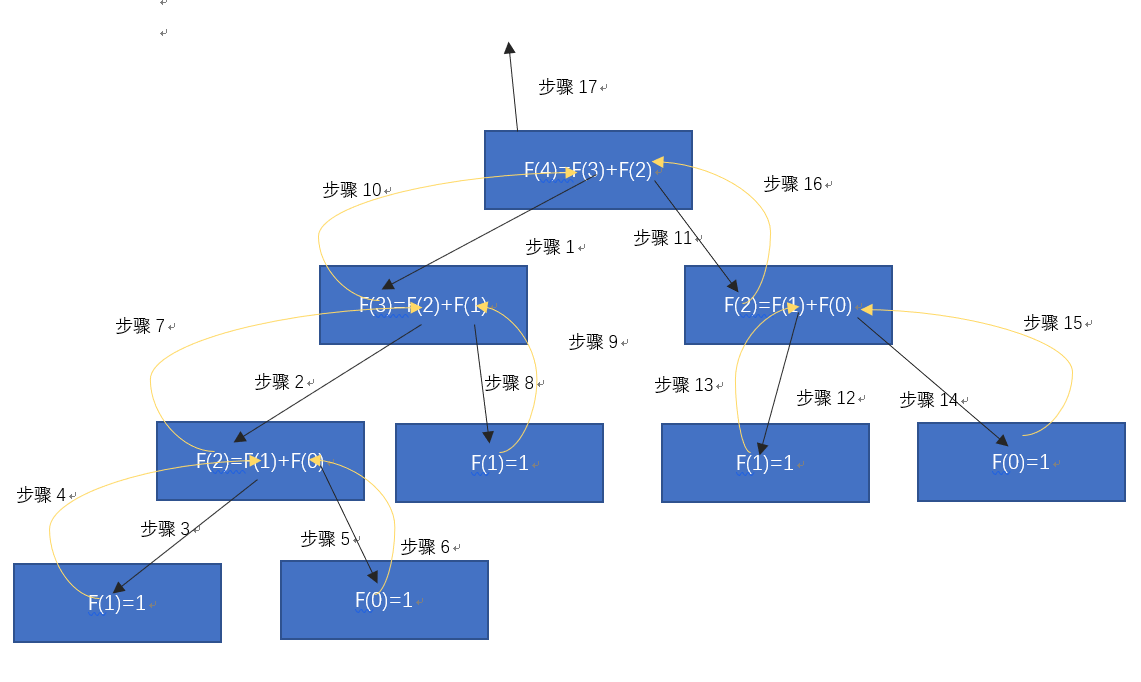 步骤 17
F(4)=F(3)+F(2)
步骤 10
步骤 16
步骤 1
步骤 11
F(3)=F(2)+F(1)
F(2)=F(1)+F(0)
步骤 7
步骤 9
步骤 15
步骤 2
步骤 8
步骤 13
步骤 12
步骤 14
F(2)=F(1)+F(0)
F(1)=1
F(1)=1
F(0)=1
步骤 4
步骤 3
步骤 5
步骤 6
F(1)=1
F(0)=1